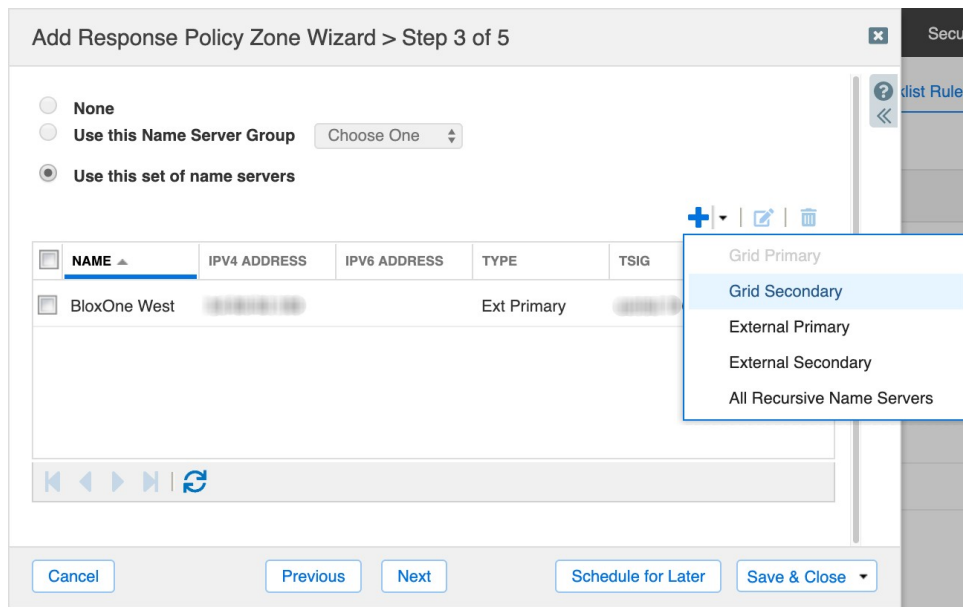 Add Response Policy Zone Wizard > Step 3 of 5
Secu
klist Rule
None
Use this Name Server Group Choose One
Use this set of name servers
NAME IPV4 ADDRESS IPV6 ADDRESS TYPE TSIG
BloxOne West Ext Primary
Grid Primary
Grid Secondary
External Primary
External Secondary
All Recursive Name Servers
Cancel Previous Next Schedule for Later Save & Close